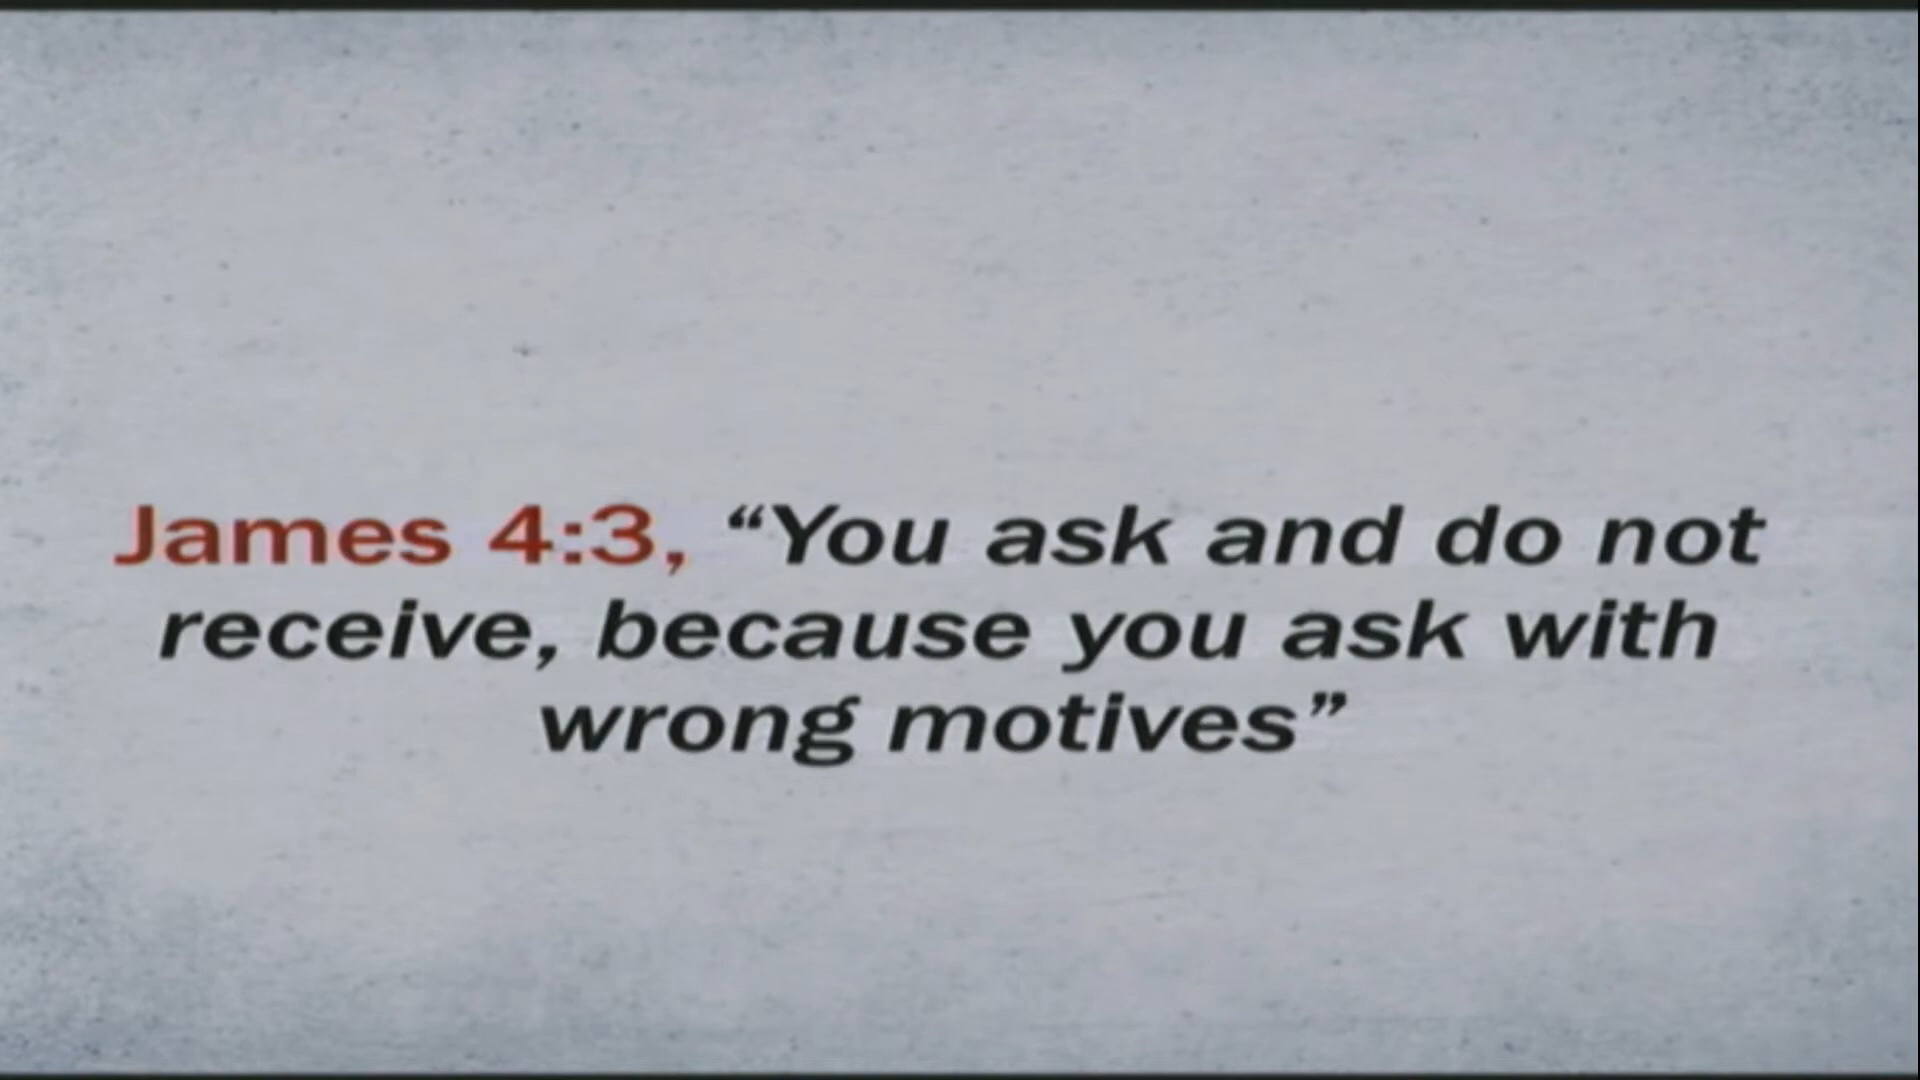 James 4:3, “You ask and do not
receive, because you ask with
wrong motives”